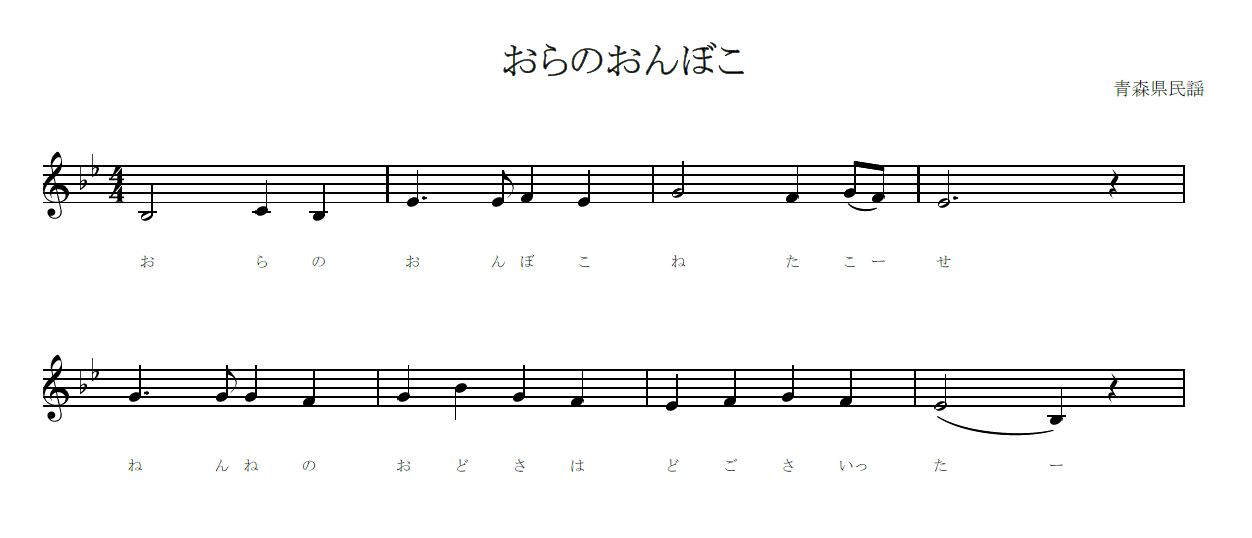 おらのおんぼこ
青森県民謡
4
4
お ら の お ん ぼ こ ね た こ ー せ
ね ん ね の お ど さ は ど ご さ いっ た ー